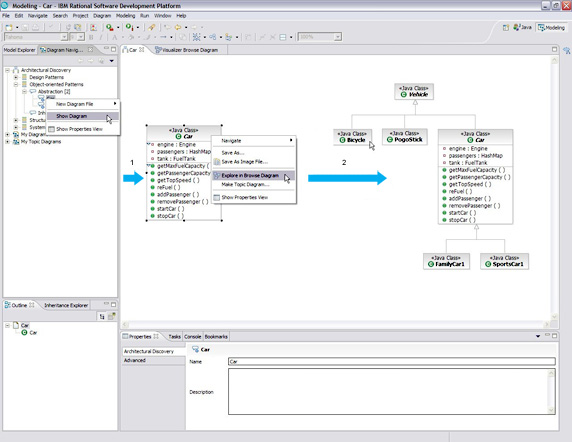 Modeling - Car - IBM Rational Software Development Platform
File Edit Navigate Search Project Diagram Modeling Run Window Help
100%
Java Modeling
Model Explorer Diagram Navig...
Architectural Discovery
Design Patterns
Object-oriented Patterns
Abstraction [2]
Car
Inh
Structu
System
My Diagra
My Topic Diagrams
New Diagram File
Show Diagram
Show Properties View
Car Visualizer Browse Diagram
1
«Java Class»
Car
engine : Engine
passengers : HashMap
tank : FuelTank
getMaxFuelCapacity
getPassengerCapacity
getTopSpeed ( )
reFuel ( )
addPassenger ( )
removePassenger ( )
startCar ( )
stopCar ( )
Navigate
Save As...
Save As Image File...
Explore in Browse Diagram
Make Topic Diagram...
Show Properties View
2
«Java Class»
Vehicle
«Java Class»
Bicycle
«Java Class»
PogoStick
«Java Class»
Car
engine : Engine
passengers : HashMap
tank : FuelTank
getMaxFuelCapacity ( )
getPassengerCapacity ( )
getTopSpeed ( )
reFuel ( )
addPassenger ( )
removePassenger ( )
startCar ( )
stopCar ( )
«Java Class»
FamilyCar1
«Java Class»
SportsCar1
Outline Inheritance Explorer
Car
Car
Properties Tasks Console Bookmarks
Architectural Discovery
Advanced
Car
Name Car
Description